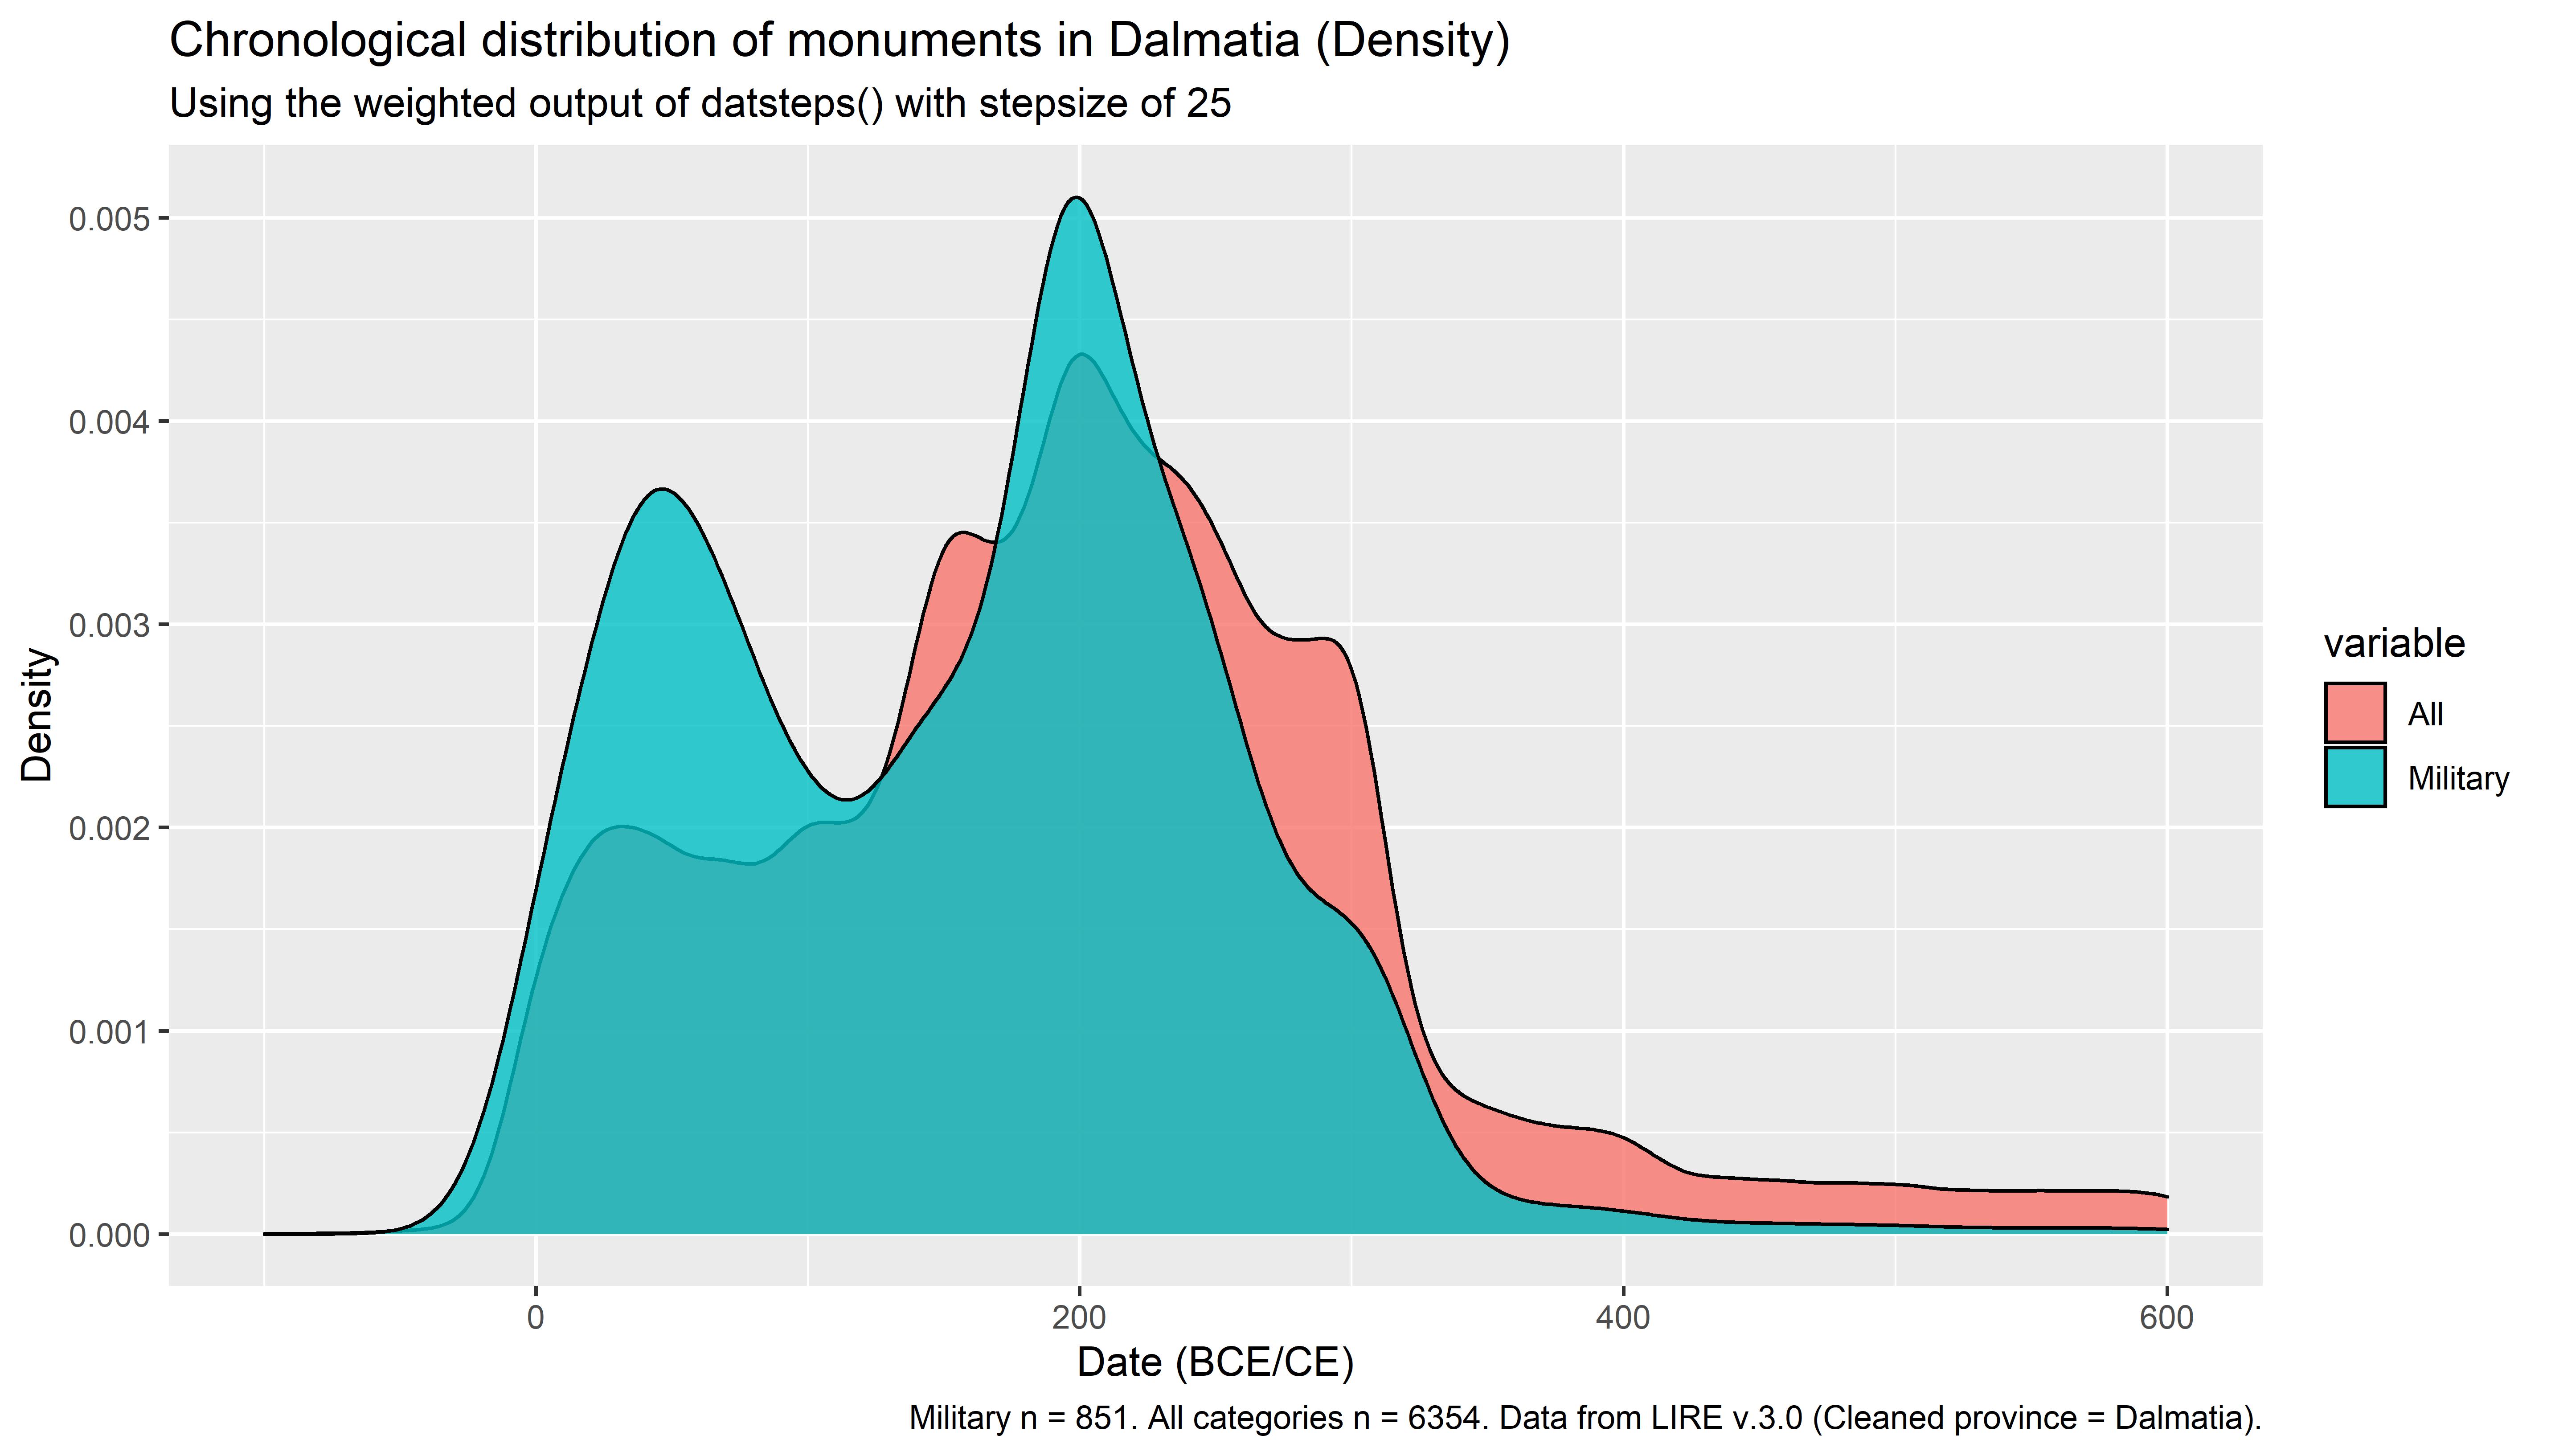 Chronological distribution of monuments in Dalmatia (Density)
Using the weighted output of datsteps() with stepsize of 25
Density
0.005
0.004
0.003
0.002
0.001
0.000
0
200
400
600
Date (BCE/CE)
variable
All
Military
Military n = 851. All categories n = 6354. Data from LIRE v.3.0 (Cleaned province = Dalmatia).